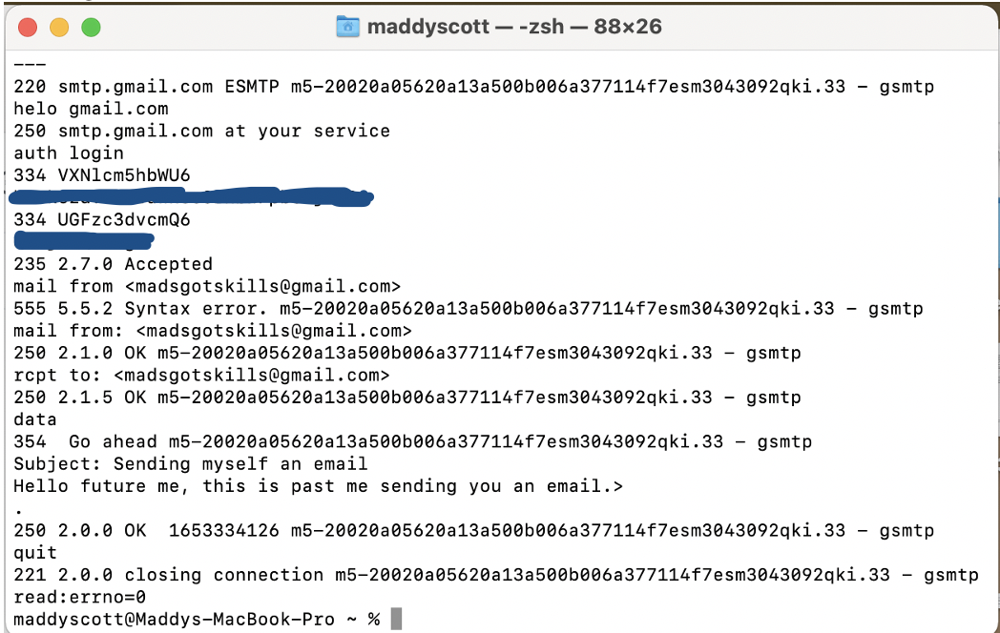 maddyscott — -zsh — 88×24
---
220 smtp.gmail.com ESMTP m5-20020a05620a13a500b006a377114f7esm3043092qki.33 - gsmtp
helo gmail.com
250 smtp.gmail.com at your service
auth login
334 VXNlcm5hbWU6
334 UGFzc3dvcmQ6
235 2.7.0 Accepted
mail from <madsgotskills@gmail.com>
555 5.5.2 Syntax error. m5-20020a05620a13a500b006a377114f7esm3043092qki.33 - gsmtp
mail from: <madsgotskills@gmail.com>
250 2.1.0 OK m5-20020a05620a13a500b006a377114f7esm3043092qki.33 - gsmtp
rcpt to: <madsgotskills@gmail.com>
250 2.1.5 OK m5-20020a05620a13a500b006a377114f7esm3043092qki.33 - gsmtp
data
354  Go ahead m5-20020a05620a13a500b006a377114f7esm3043092qki.33 - gsmtp
Subject: Sending myself an email
Hello future me, this is past me sending you an email.>
.
250 2.0.0 OK  1653334126 m5-20020a05620a13a500b006a377114f7esm3043092qki.33 - gsmtp
quit
221 2.0.0 closing connection m5-20020a05620a13a500b006a377114f7esm3043092qki.33 - gsmtp
read:errno=0
maddyscott@Maddys-MacBook-Pro ~ %